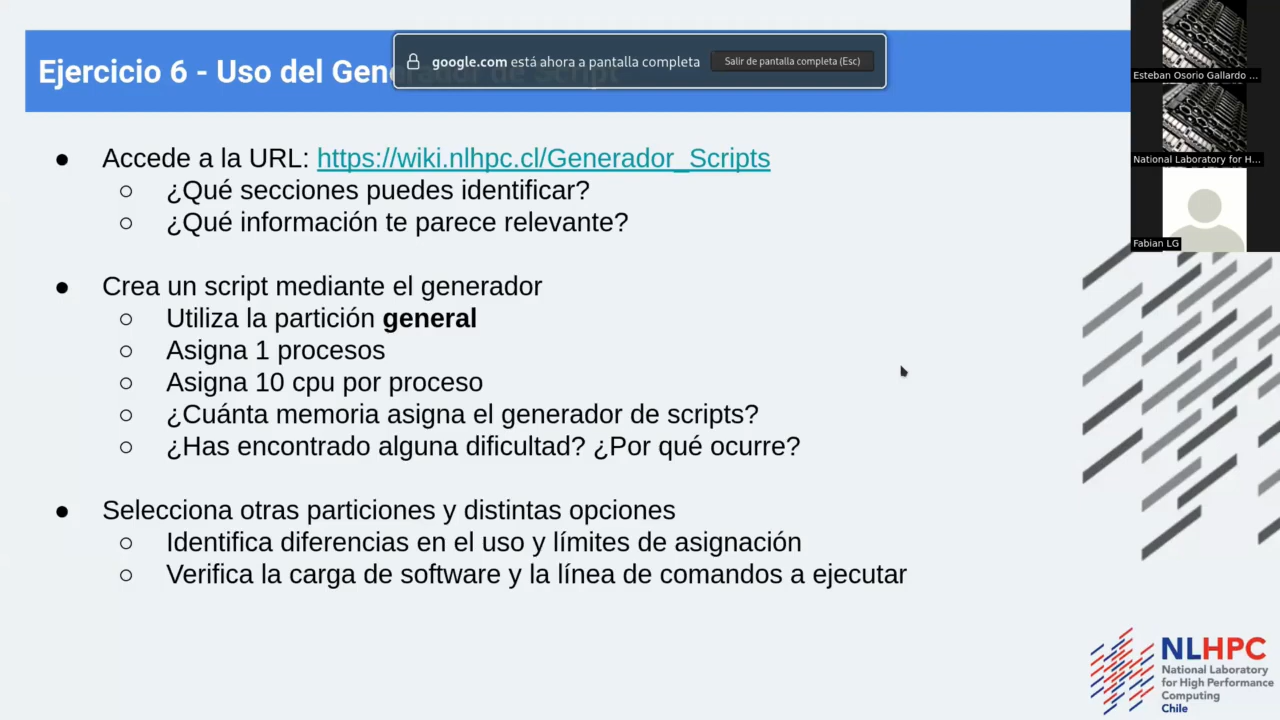 Ejercicio 6 - Uso del Generador de Script
google.com está ahora a pantalla completa
Salir de pantalla completa (Esc)
Esteban Osorio Gallardo ...
National Laboratory for H...
Fabian LG
● Accede a la URL: https://wiki.nlhpc.cl/Generador_Scripts
○ ¿Qué secciones puedes identificar?
○ ¿Qué información te parece relevante?
● Crea un script mediante el generador
○ Utiliza la partición general
○ Asigna 1 procesos
○ Asigna 10 cpu por proceso
○ ¿Cuánta memoria asigna el generador de scripts?
○ ¿Has encontrado alguna dificultad? ¿Por qué ocurre?
● Selecciona otras particiones y distintas opciones
○ Identifica diferencias en el uso y límites de asignación
○ Verifica la carga de software y la línea de comandos a ejecutar
NLHPC
National Laboratory
for High Performance
Computing
Chile